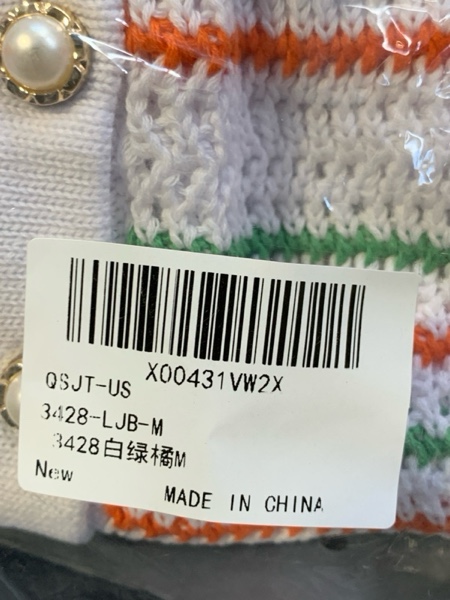 X00431VW2X
QSJT-US
3428-LJB-M
3428白绿橘M
New
MADE IN CHINA